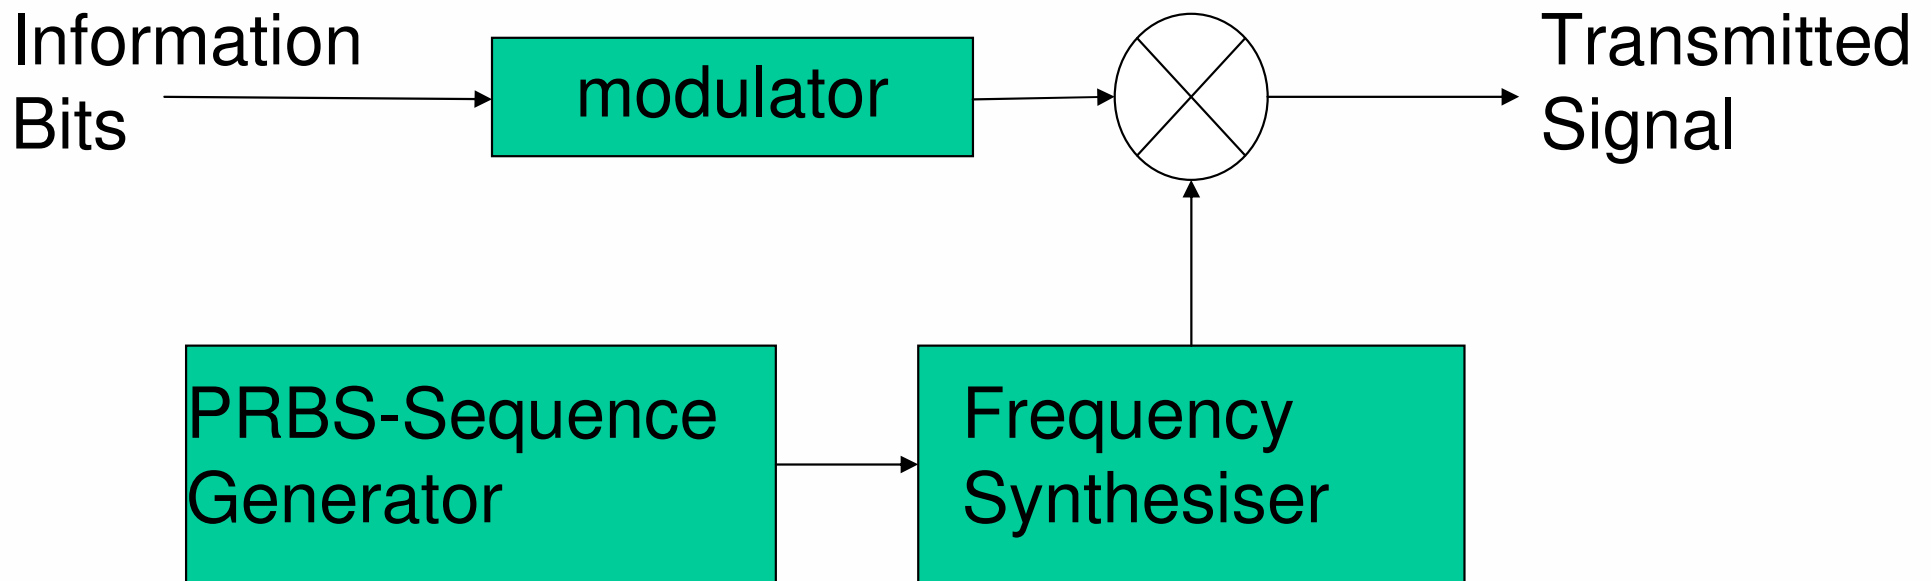 Information
Bits
modulator
Transmitted
Signal
PRBS-Sequence
Generator
Frequency
Synthesiser